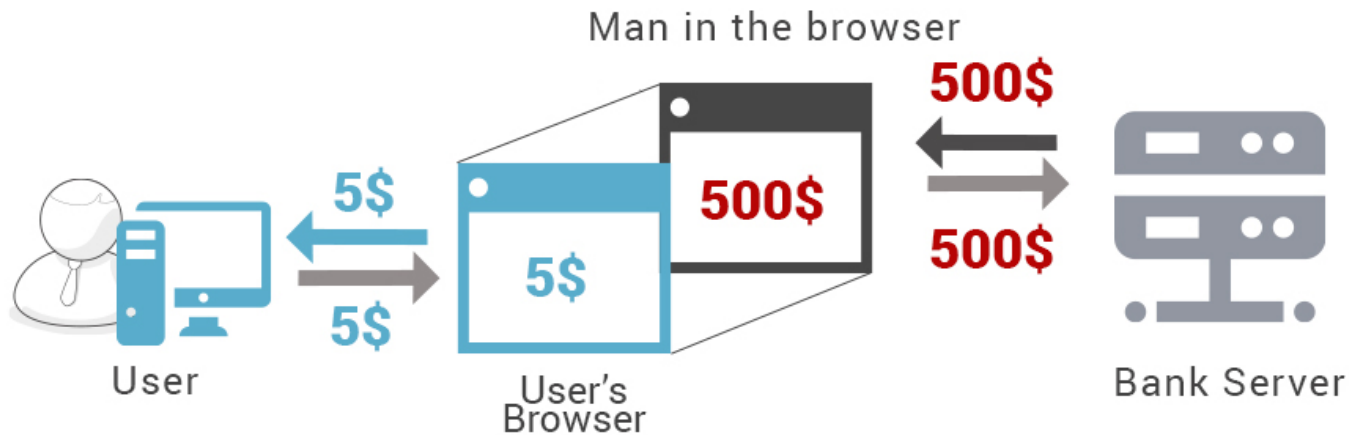 Man in the browser
500$
5$
500$
5$
500$
5$
User
User's
Browser
Bank Server